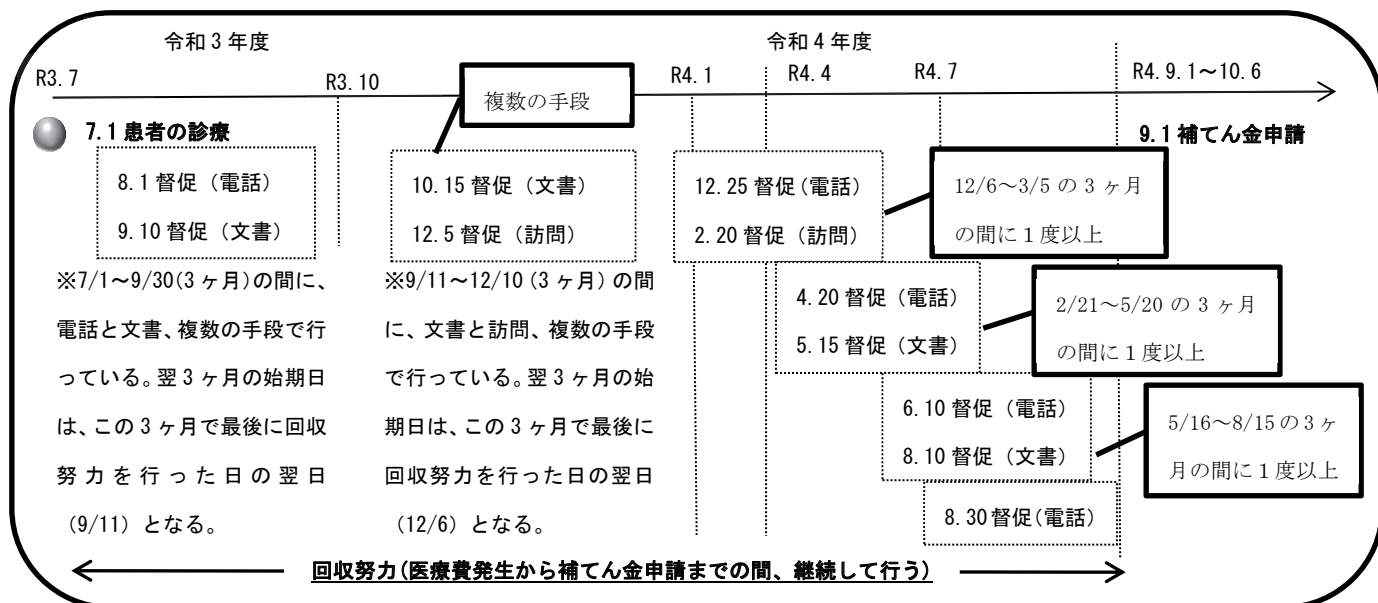 令和３年度
令和４年度
R3.7
R3.10
複数の手段
R4.1
R4.4
R4.7
R4.9.1～10.6
7.1 患者の診療
9.1 補てん金申請
8.1 督促（電話）
9.10 督促（文書）
※7/1～9/30(3ヶ月)の間に、
電話と文書、複数の手段で行
っている。翌３ヶ月の始期日
は、この３ヶ月で最後に回収
努力を行った日の翌日
（9/11）となる。
10.15 督促（文書）
12.5 督促（訪問）
※9/11～12/10（3ヶ月）の間
に、文書と訪問、複数の手段
で行っている。翌３ヶ月の始
期日は、この３ヶ月で最後に
回収努力を行った日の翌日
（12/6）となる。
12.25 督促(電話)
2.20 督促（訪問）
12/6～3/5 の３ヶ月
の間に１度以上
4.20 督促（電話）
5.15 督促（文書）
2/21～5/20 の３ヶ月
の間に１度以上
6.10 督促（電話）
8.10 督促（文書）
5/16～8/15 の３ヶ
月の間に１度以上
8.30 督促(電話)
回収努力(医療費発生から補てん金申請までの間、継続して行う)